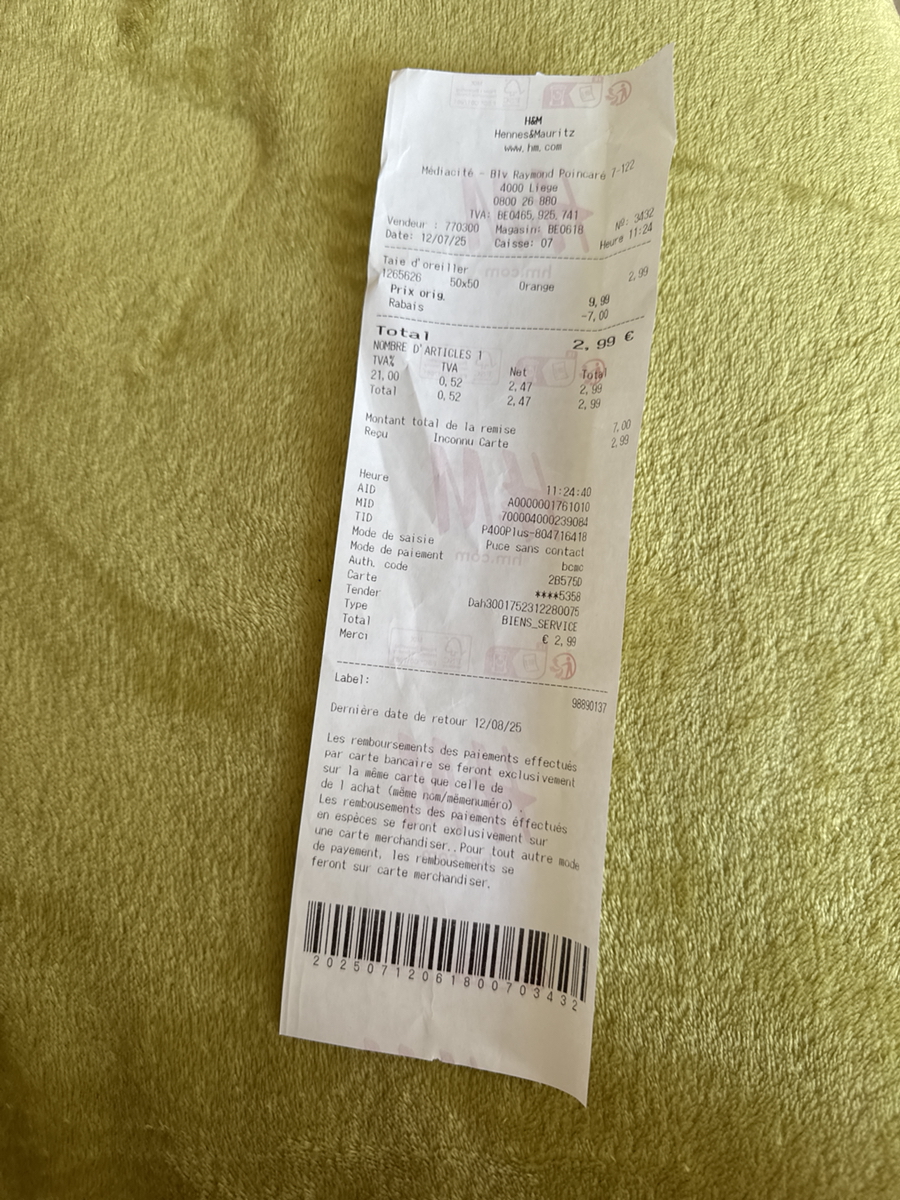 H&M
Hennes&Mauritz
www.hm.com
Médiacité - Blv Raymond Poincaré 7-122
4000 Liege
0800 26 880
TVA: BE0465,925,741
Vendeur : 770300 Magasin: BE0618 Nº: 3432
Date: 12/07/25 Caisse: 07 Heure 11:24
Taie d'oreiller 2,99
1265626 50x50 Orange
Prix orig. 9,99
Rabais -7,00
Total 2,99 €
NOMBRE D'ARTICLES 1
TVA% TVA Net Total
21,00 0,52 2,47 2,99
Total 0,52 2,47 2,99
Montant total de la remise 7,00
Reçu Inconnu Carte 2,99
Heure 11:24:40
AID A0000001761010
MID 700004000239084
TID P400Plus-804716418
Mode de saisie Puce sans contact
Mode de paiement bcmc
Auth. code 2B575D
Carte ****5358
Tender Dah3001752312280075
Type BIENS_SERVICE
Total € 2,99
Merci
Label: 98890137
Dernière date de retour 12/08/25
Les remboursements des paiements effectués
par carte bancaire se feront exclusivement
sur la même carte que celle de
de l achat (même nom/mêmenuméro) .
Les rembousements des paiements éffectués
en espèces se feront exclusivement sur
une carte merchandiser..Pour tout autre mode
de payement, les rembousements se
feront sur carte merchandiser.
20250712061800703432